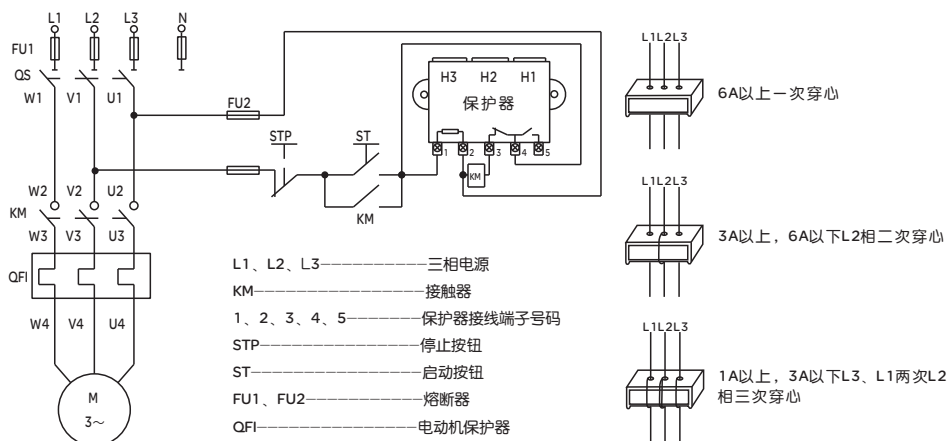 L1 L2 L3 N
FU1
QS
W1 V1 U1
FU2
STP ST
KM
H3 H2 H1
保护器
1 2 3 4 5
KM
W2 V2 U2
KM
W3 V3 U3
QFI
W4 V4 U4
M
3～
L1、L2、L3——————————三相电源
KM————————————————接触器
1、2、3、4、5———————保护器接线端子号码
STP———————————————停止按钮
ST————————————————启动按钮
FU1、FU2——————————熔断器
QFI———————————————电动机保护器
L1L2L3
6A以上一次穿心
L1L2L3
3A以上，6A以下L2相二次穿心
L1L2L3
1A以上，3A以下L3、L1两次L2
相三次穿心